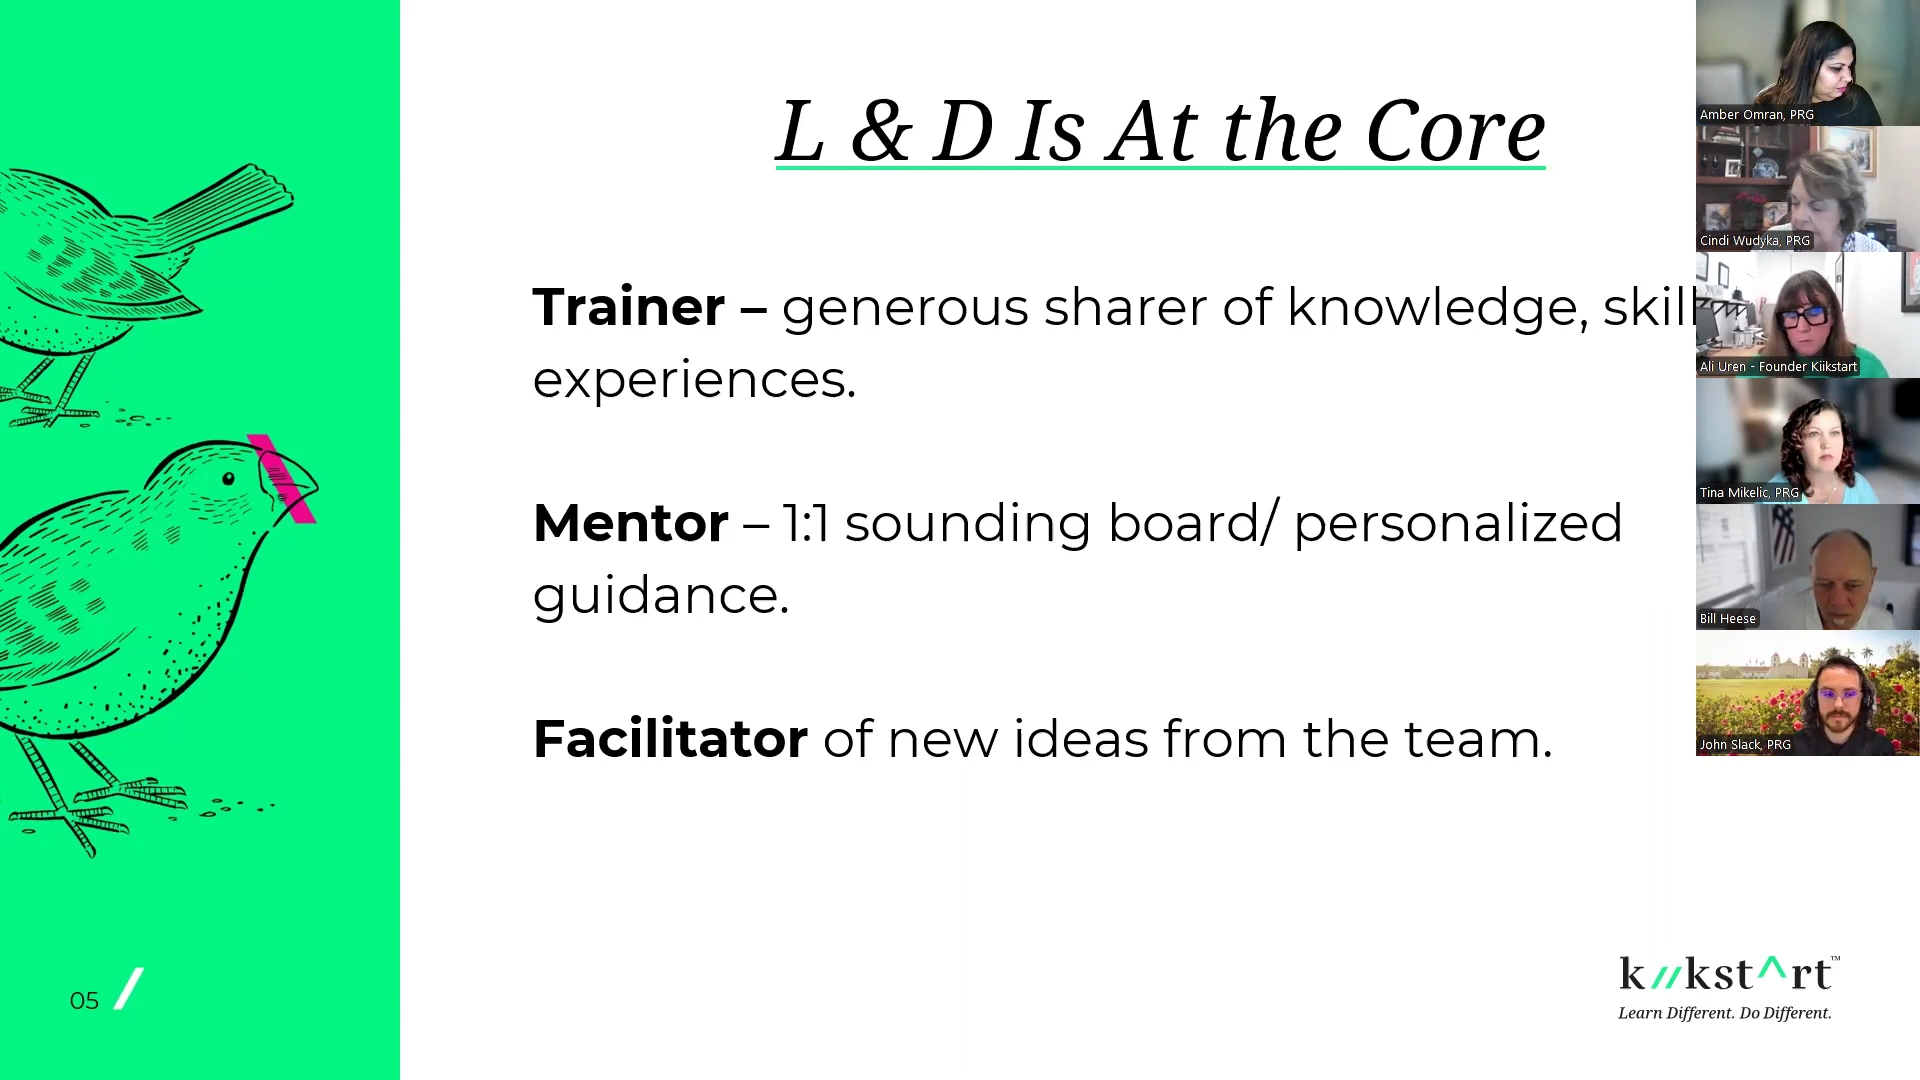 L & D Is At the Core
Trainer – generous sharer of knowledge, skill
experiences.
Mentor – 1:1 sounding board/ personalized
guidance.
Facilitator of new ideas from the team.
05
kiikst^rt™
Learn Different. Do Different.
Amber Omran, PRG
Cindi Wudyka, PRG
Ali Uren - Founder Kiikstart
Tina Mikelic, PRG
Bill Heese
John Slack, PRG